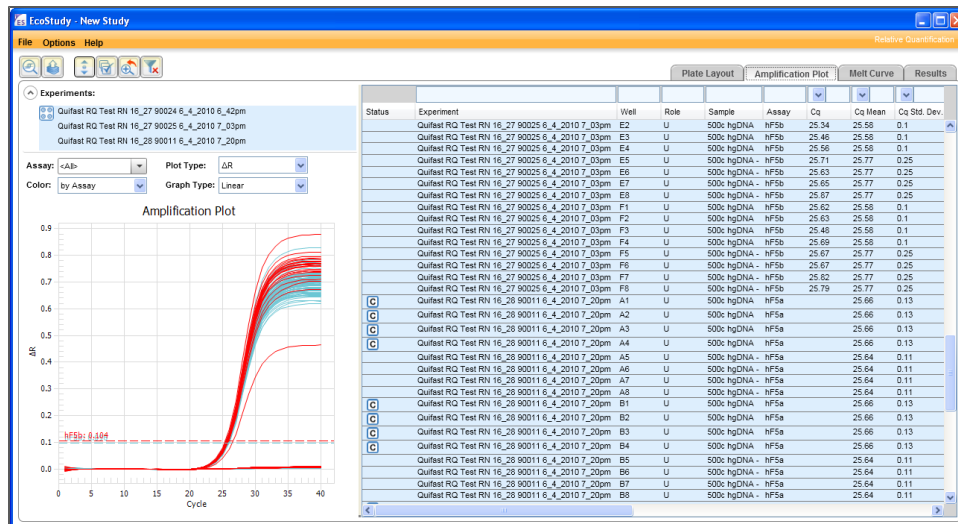 EcoStudy - New Study
File Options Help
Relative Quantification
Plate Layout Amplification Plot Melt Curve Results
Experiments:
Quifast RQ Test RN 16_27 90024 6_4_2010 6_42pm
Quifast RQ Test RN 16_27 90025 6_4_2010 7_03pm
Quifast RQ Test RN 16_28 90011 6_4_2010 7_20pm
Assay: <All> Plot Type: ΔR
Color: by Assay Graph Type: Linear
Amplification Plot
0.9
0.8
0.7
0.6
0.5
0.4
0.3
0.2
0.1
0.0
ΔR
hF5b: 0.104
0 5 10 15 20 25 30 35 40
Cycle
Status Experiment Well Role Sample Assay Cq Cq Mean Cq Std. Dev.
Quifast RQ Test RN 16_27 90025 6_4_2010 7_03pm E2 U 500c hgDNA hF5b 25.34 25.58 0.1
Quifast RQ Test RN 16_27 90025 6_4_2010 7_03pm E3 U 500c hgDNA hF5b 25.46 25.58 0.1
Quifast RQ Test RN 16_27 90025 6_4_2010 7_03pm E4 U 500c hgDNA hF5b 25.56 25.58 0.1
Quifast RQ Test RN 16_27 90025 6_4_2010 7_03pm E5 U 500c hgDNA - hF5b 25.71 25.77 0.25
Quifast RQ Test RN 16_27 90025 6_4_2010 7_03pm E6 U 500c hgDNA - hF5b 25.63 25.77 0.25
Quifast RQ Test RN 16_27 90025 6_4_2010 7_03pm E7 U 500c hgDNA - hF5b 25.65 25.77 0.25
Quifast RQ Test RN 16_27 90025 6_4_2010 7_03pm E8 U 500c hgDNA - hF5b 25.87 25.77 0.25
Quifast RQ Test RN 16_27 90025 6_4_2010 7_03pm F1 U 500c hgDNA hF5b 25.62 25.58 0.1
Quifast RQ Test RN 16_27 90025 6_4_2010 7_03pm F2 U 500c hgDNA hF5b 25.63 25.58 0.1
Quifast RQ Test RN 16_27 90025 6_4_2010 7_03pm F3 U 500c hgDNA hF5b 25.48 25.58 0.1
Quifast RQ Test RN 16_27 90025 6_4_2010 7_03pm F4 U 500c hgDNA hF5b 25.69 25.58 0.1
Quifast RQ Test RN 16_27 90025 6_4_2010 7_03pm F5 U 500c hgDNA - hF5b 25.67 25.77 0.25
Quifast RQ Test RN 16_27 90025 6_4_2010 7_03pm F6 U 500c hgDNA - hF5b 25.67 25.77 0.25
Quifast RQ Test RN 16_27 90025 6_4_2010 7_03pm F7 U 500c hgDNA - hF5b 25.82 25.77 0.25
Quifast RQ Test RN 16_27 90025 6_4_2010 7_03pm F8 U 500c hgDNA - hF5b 25.79 25.77 0.25
C Quifast RQ Test RN 16_28 90011 6_4_2010 7_20pm A1 U 500c hgDNA hF5a 25.66 0.13
C Quifast RQ Test RN 16_28 90011 6_4_2010 7_20pm A2 U 500c hgDNA hF5a 25.66 0.13
C Quifast RQ Test RN 16_28 90011 6_4_2010 7_20pm A3 U 500c hgDNA hF5a 25.66 0.13
C Quifast RQ Test RN 16_28 90011 6_4_2010 7_20pm A4 U 500c hgDNA hF5a 25.66 0.13
Quifast RQ Test RN 16_28 90011 6_4_2010 7_20pm A5 U 500c hgDNA - hF5a 25.64 0.11
Quifast RQ Test RN 16_28 90011 6_4_2010 7_20pm A6 U 500c hgDNA - hF5a 25.64 0.11
Quifast RQ Test RN 16_28 90011 6_4_2010 7_20pm A7 U 500c hgDNA - hF5a 25.64 0.11
Quifast RQ Test RN 16_28 90011 6_4_2010 7_20pm A8 U 500c hgDNA - hF5a 25.64 0.11
C Quifast RQ Test RN 16_28 90011 6_4_2010 7_20pm B1 U 500c hgDNA hF5a 25.66 0.13
C Quifast RQ Test RN 16_28 90011 6_4_2010 7_20pm B2 U 500c hgDNA hF5a 25.66 0.13
C Quifast RQ Test RN 16_28 90011 6_4_2010 7_20pm B3 U 500c hgDNA hF5a 25.66 0.13
C Quifast RQ Test RN 16_28 90011 6_4_2010 7_20pm B4 U 500c hgDNA hF5a 25.66 0.13
Quifast RQ Test RN 16_28 90011 6_4_2010 7_20pm B5 U 500c hgDNA - hF5a 25.64 0.11
Quifast RQ Test RN 16_28 90011 6_4_2010 7_20pm B6 U 500c hgDNA - hF5a 25.64 0.11
Quifast RQ Test RN 16_28 90011 6_4_2010 7_20pm B7 U 500c hgDNA - hF5a 25.64 0.11
Quifast RQ Test RN 16_28 90011 6_4_2010 7_20pm B8 U 500c hgDNA - hF5a 25.64 0.11